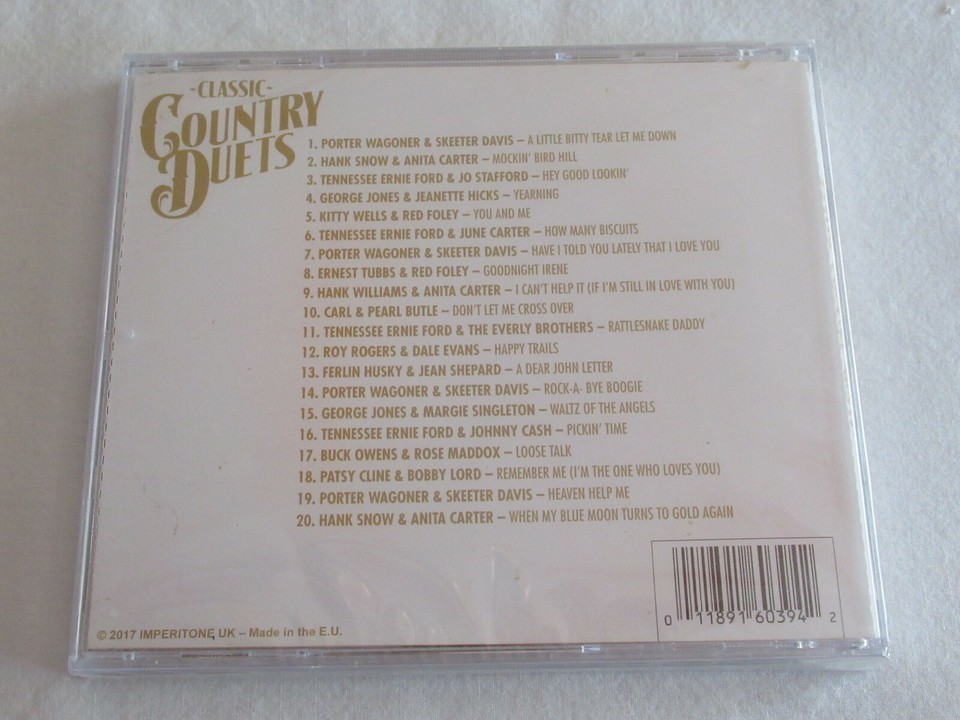 -CLASSIC-
COUNTRY
DUETS
1. PORTER WAGONER & SKEETER DAVIS – A LITTLE BITTY TEAR LET ME DOWN
2. HANK SNOW & ANITA CARTER – MOCKIN' BIRD HILL
3. TENNESSEE ERNIE FORD & JO STAFFORD – HEY GOOD LOOKIN'
4. GEORGE JONES & JEANETTE HICKS – YEARNING
5. KITTY WELLS & RED FOLEY – YOU AND ME
6. TENNESSEE ERNIE FORD & JUNE CARTER – HOW MANY BISCUITS
7. PORTER WAGONER & SKEETER DAVIS – HAVE I TOLD YOU LATELY THAT I LOVE YOU
8. ERNEST TUBBS & RED FOLEY – GOODNIGHT IRENE
9. HANK WILLIAMS & ANITA CARTER – I CAN'T HELP IT (IF I'M STILL IN LOVE WITH YOU)
10. CARL & PEARL BUTLE – DON'T LET ME CROSS OVER
11. TENNESSEE ERNIE FORD & THE EVERLY BROTHERS – RATTLESNAKE DADDY
12. ROY ROGERS & DALE EVANS – HAPPY TRAILS
13. FERLIN HUSKY & JEAN SHEPARD – A DEAR JOHN LETTER
14. PORTER WAGONER & SKEETER DAVIS – ROCK-A- BYE BOOGIE
15. GEORGE JONES & MARGIE SINGLETON – WALTZ OF THE ANGELS
16. TENNESSEE ERNIE FORD & JOHNNY CASH – PICKIN' TIME
17. BUCK OWENS & ROSE MADDOX – LOOSE TALK
18. PATSY CLINE & BOBBY LORD – REMEMBER ME (I'M THE ONE WHO LOVES YOU)
19. PORTER WAGONER & SKEETER DAVIS – HEAVEN HELP ME
20. HANK SNOW & ANITA CARTER – WHEN MY BLUE MOON TURNS TO GOLD AGAIN
0 11891 60394 2
© 2017 IMPERITONE UK – Made in the E.U.